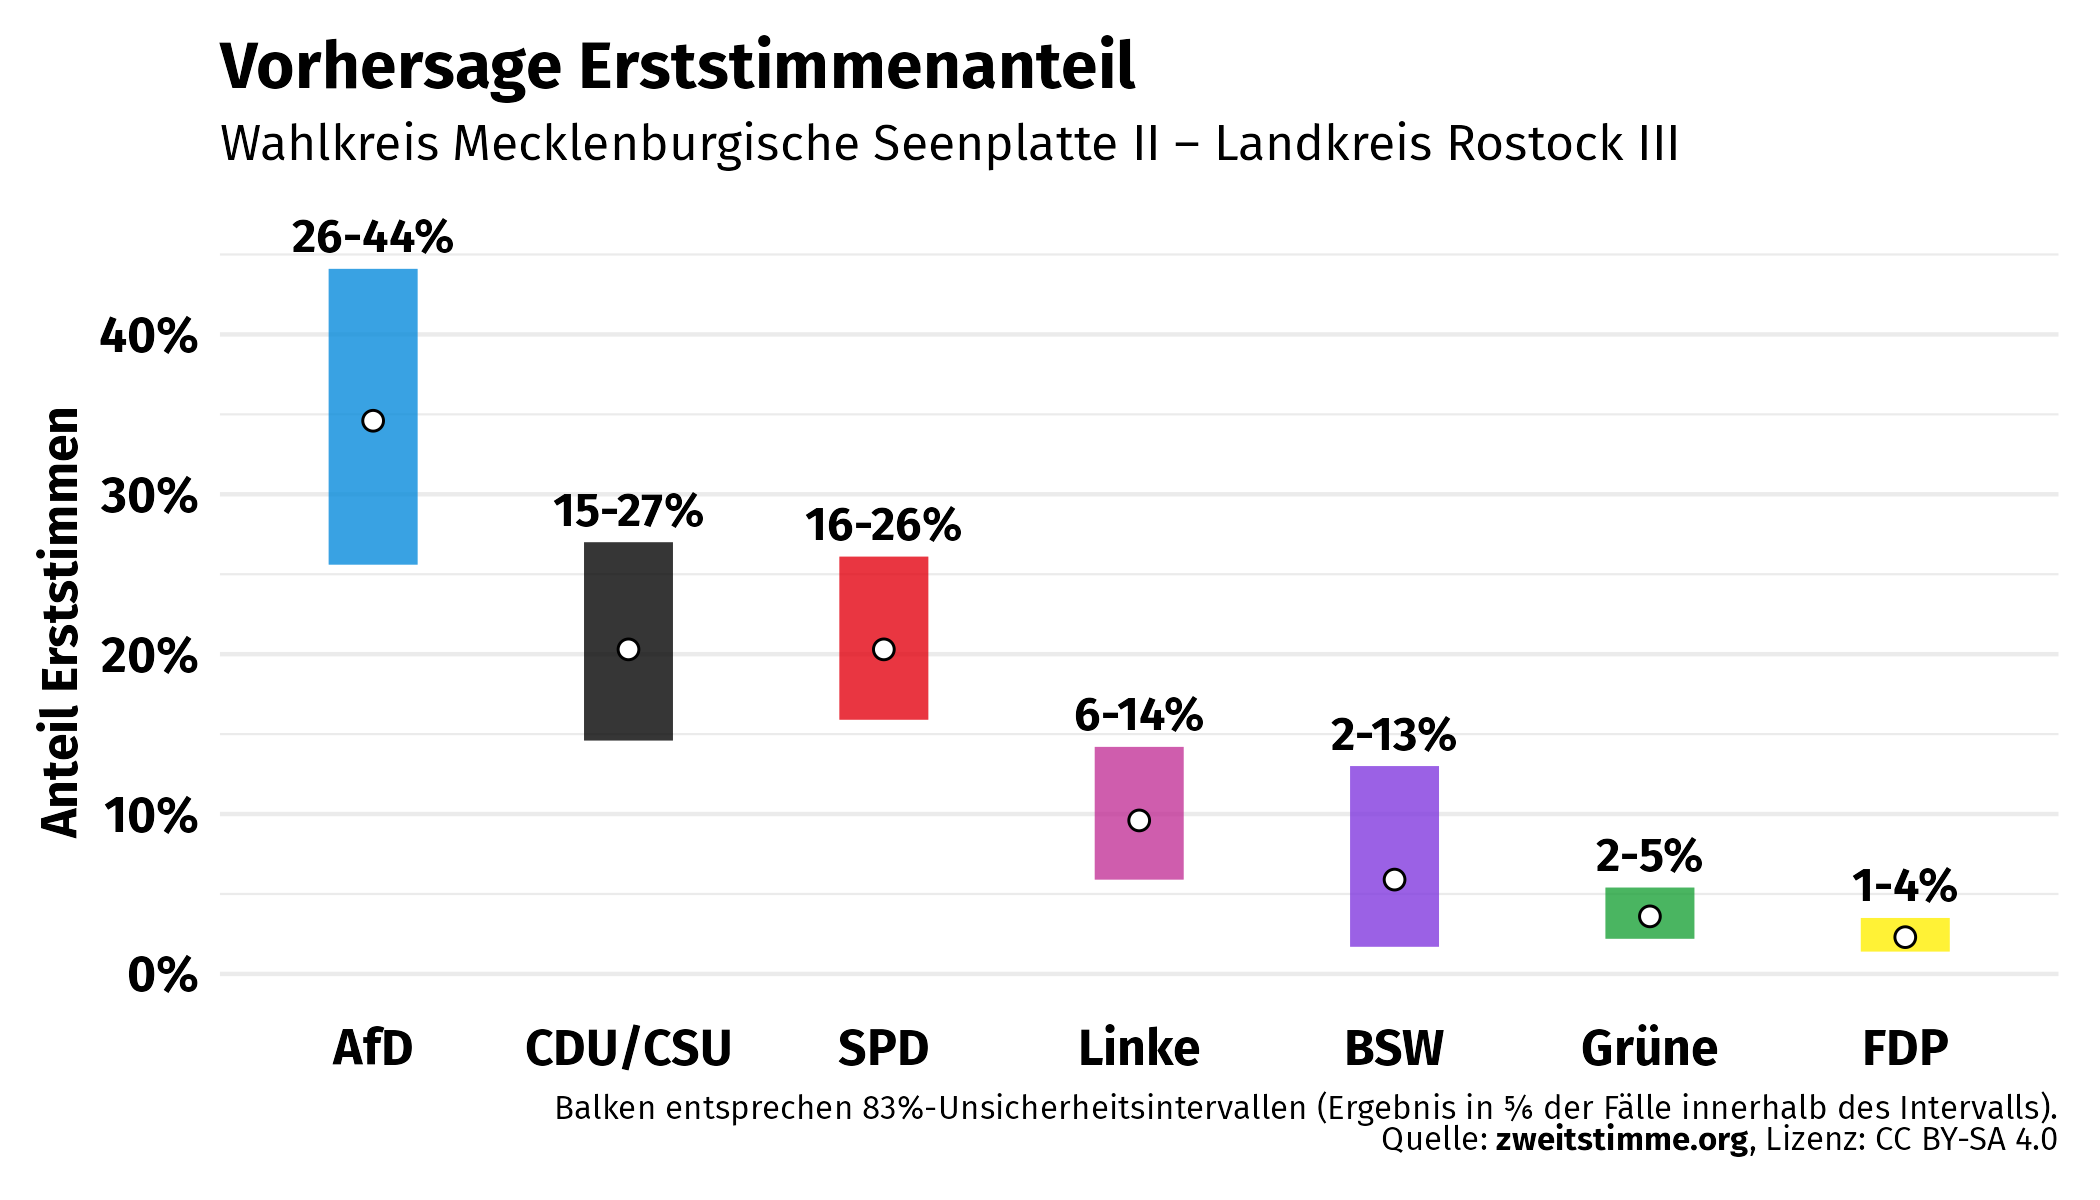 Vorhersage Erststimmenanteil
Wahlkreis Mecklenburgische Seenplatte II – Landkreis Rostock III
Anteil Erststimmen
40%
30%
20%
10%
0%
26-44%
15-27%
16-26%
6-14%
2-13%
2-5%
1-4%
AfD
CDU/CSU
SPD
Linke
BSW
Grüne
FDP
Balken entsprechen 83%-Unsicherheitsintervallen (Ergebnis in ⅚ der Fälle innerhalb des Intervalls).
Quelle: zweitstimme.org, Lizenz: CC BY-SA 4.0